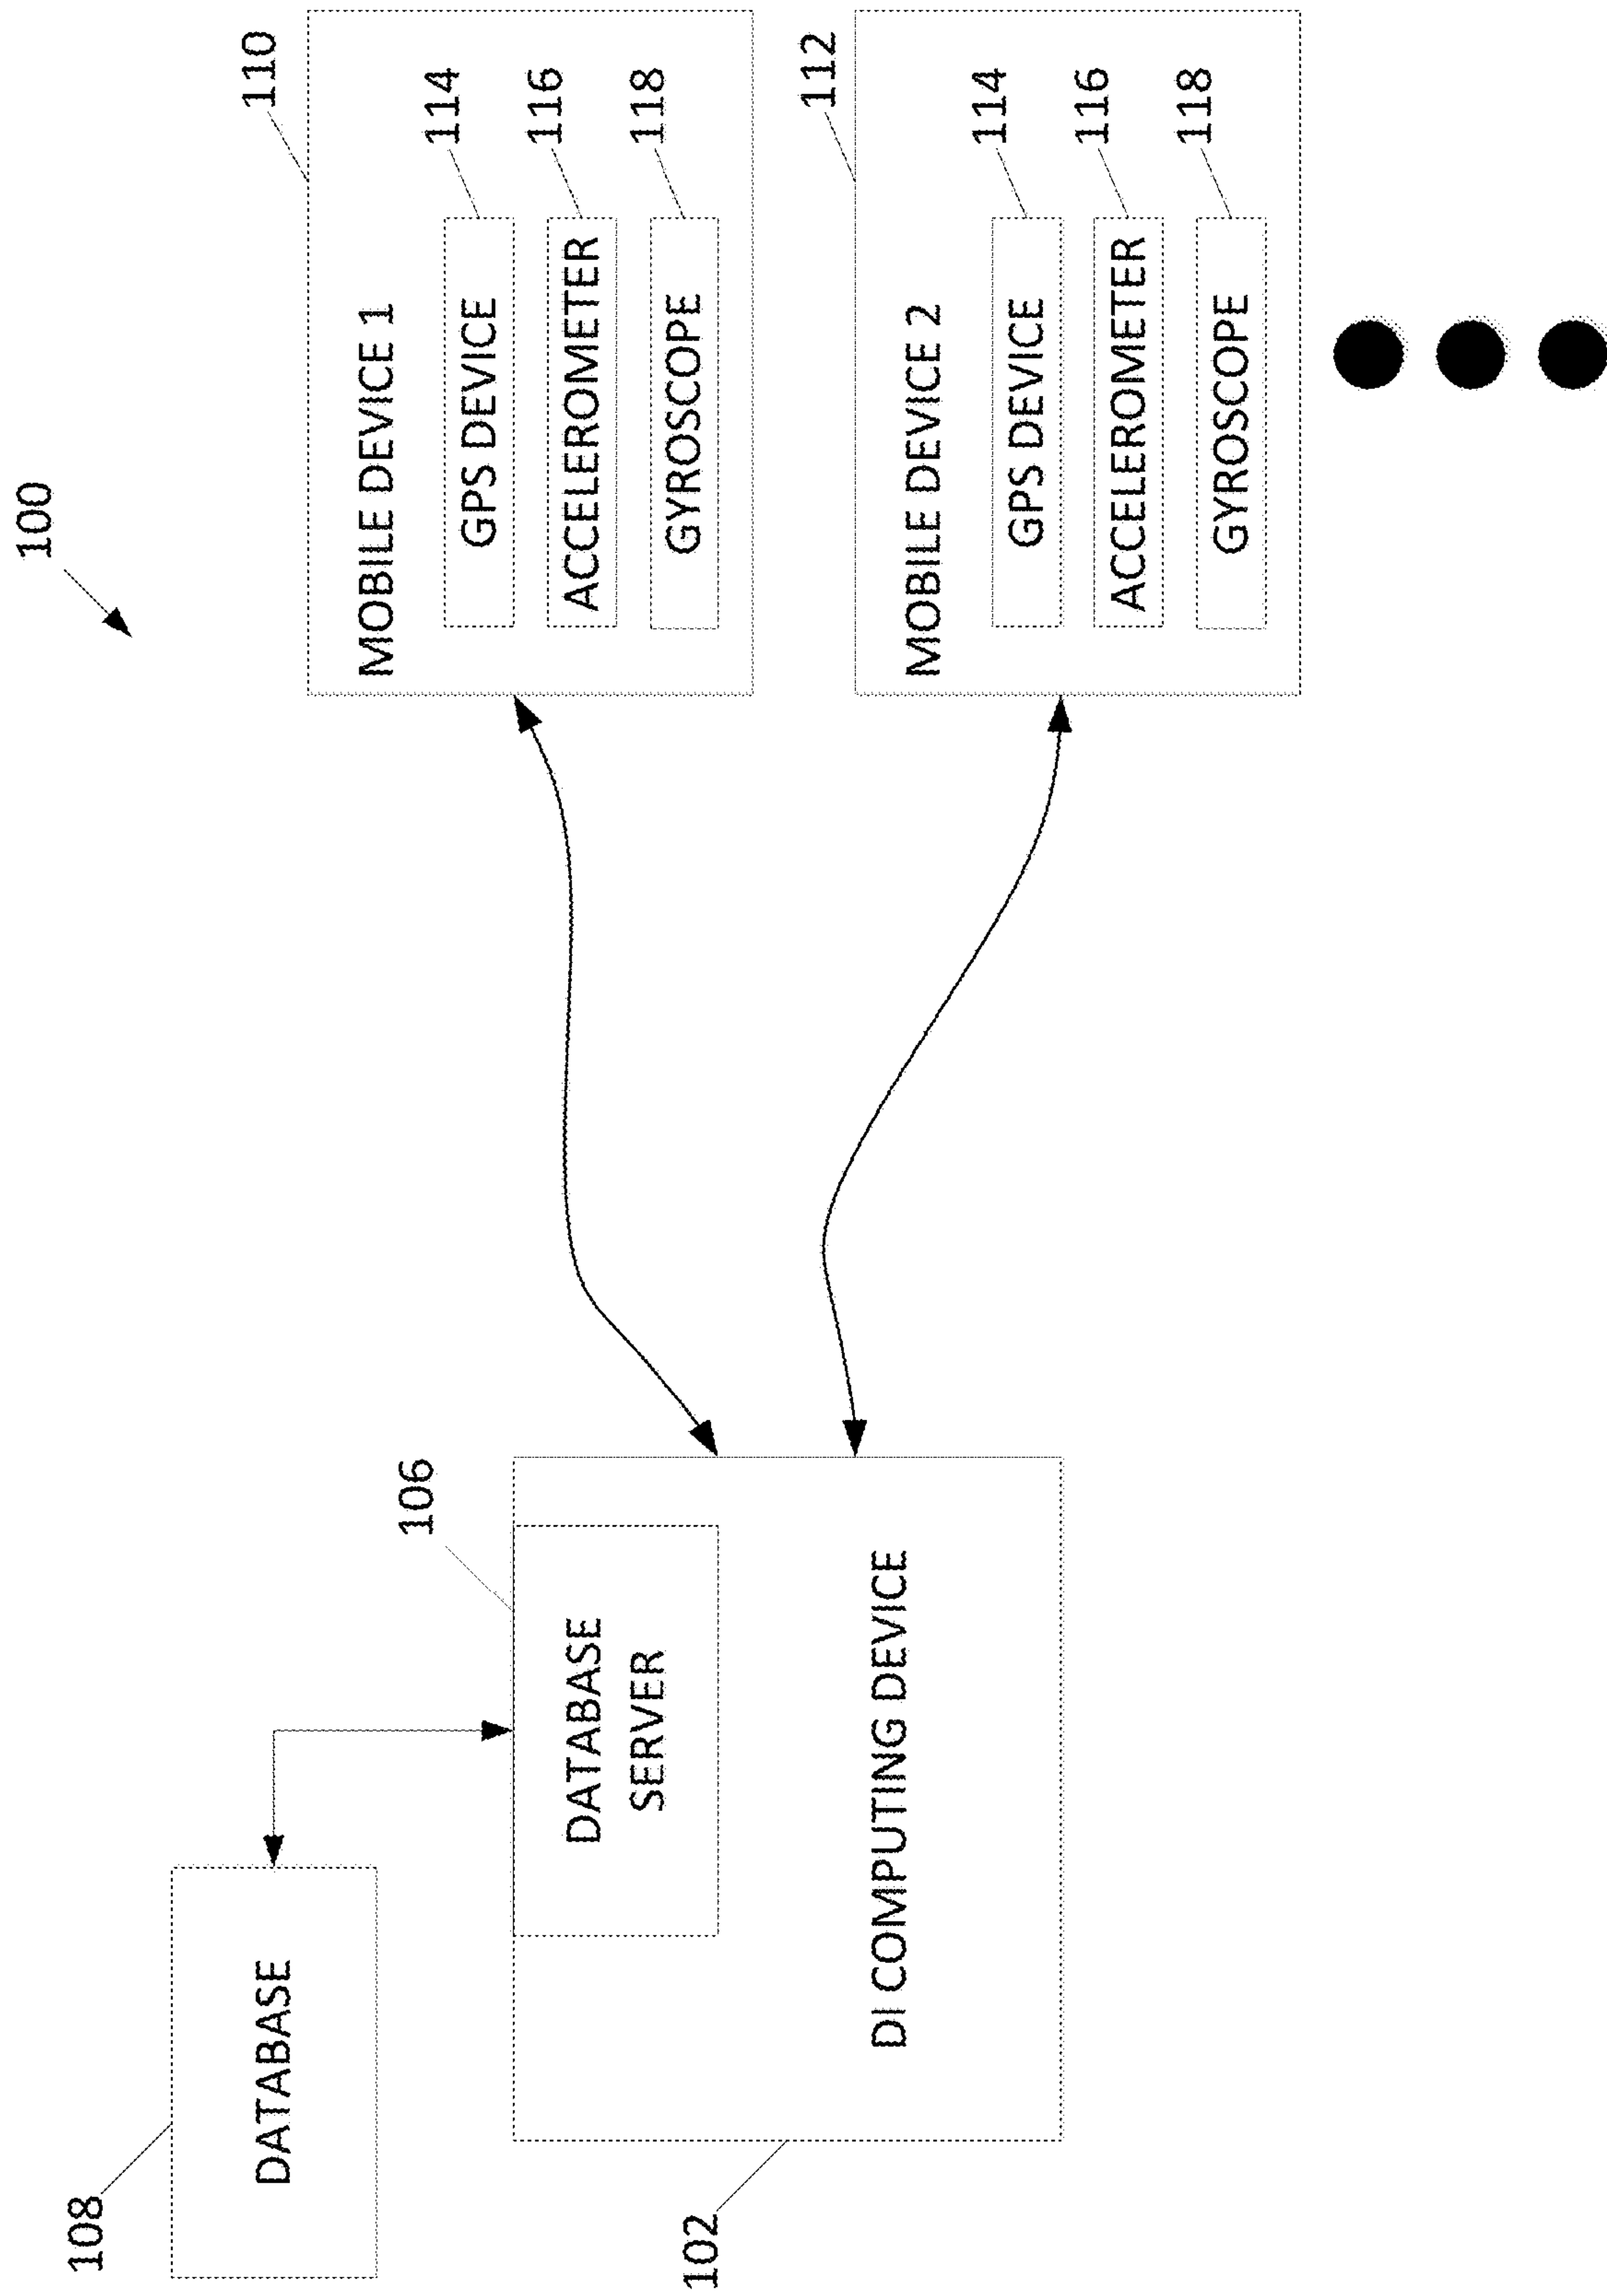 100
108
DATABASE
106
DATABASE
SERVER
DI COMPUTING DEVICE
102
110
MOBILE DEVICE 1
GPS DEVICE
114
ACCELEROMETER
116
GYROSCOPE
118
112
MOBILE DEVICE 2
GPS DEVICE
114
ACCELEROMETER
116
GYROSCOPE
118